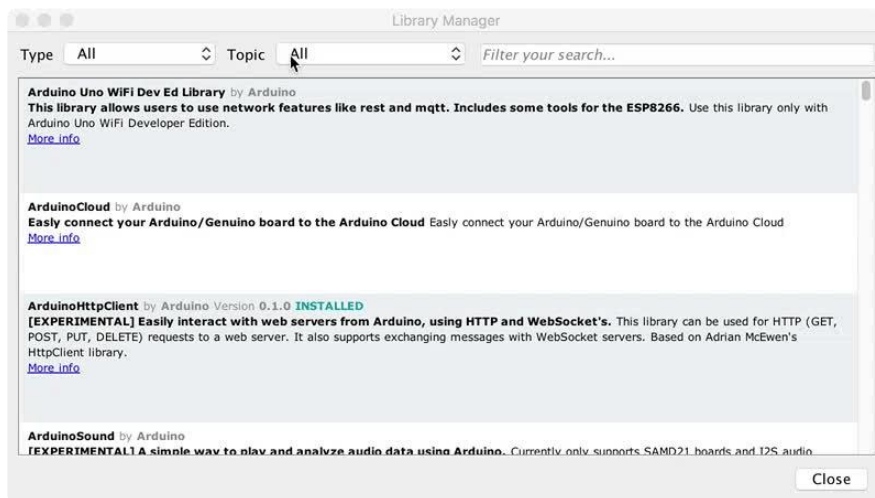 Library Manager
Type All Topic All Filter your search...
Arduino Uno WiFi Dev Ed Library by Arduino
This library allows users to use network features like rest and mqtt. Includes some tools for the ESP8266. Use this library only with
Arduino Uno WiFi Developer Edition.
More info
ArduinoCloud by Arduino
Easly connect your Arduino/Genuino board to the Arduino Cloud Easly connect your Arduino/Genuino board to the Arduino Cloud
More info
ArduinoHttpClient by Arduino Version 0.1.0 INSTALLED
[EXPERIMENTAL] Easily interact with web servers from Arduino, using HTTP and WebSocket's. This library can be used for HTTP (GET,
POST, PUT, DELETE) requests to a web server. It also supports exchanging messages with WebSocket servers. Based on Adrian McEwen's
HttpClient library.
More info
ArduinoSound by Arduino
[EXPERIMENTAL] A simple way to play and analyze audio data using Arduino. Currently only supports SAMD21 boards and I2S audio
Close